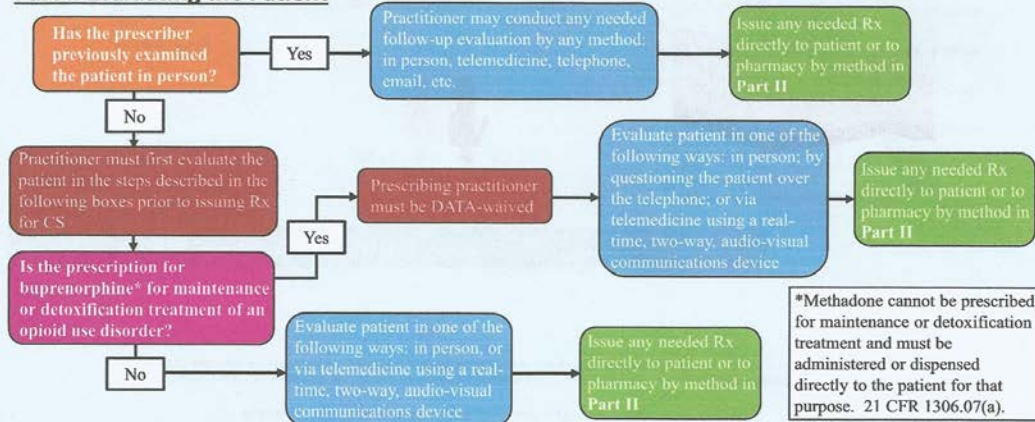 Has the prescriber
previously examined
the patient in person?
Yes
Practitioner may conduct any needed
follow-up evaluation by any method:
in person, telemedicine, telephone,
email, etc.
Issue any needed Rx
directly to patient or to
pharmacy by method in
Part II
No
Practitioner must first evaluate the
patient in the steps described in the
following boxes prior to issuing Rx
for CS
Yes
Prescribing practitioner
must be DATA-waived
Evaluate patient in one of the
following ways: in person; by
questioning the patient over
the telephone; or via
telemedicine using a real-
time, two-way, audio-visual
communications device
Issue any needed Rx
directly to patient or to
pharmacy by method in
Part II
Is the prescription for
buprenorphine* for maintenance
or detoxification treatment of an
opioid use disorder?
No
Evaluate patient in one of the
following ways: in person, or
via telemedicine using a real-
time, two-way, audio-visual
communications device
Issue any needed Rx
directly to patient or to
pharmacy by method in
Part II
*Methadone cannot be prescribed
for maintenance or detoxification
treatment and must be
administered or dispensed
directly to the patient for that
purpose. 21 CFR 1306.07(a).